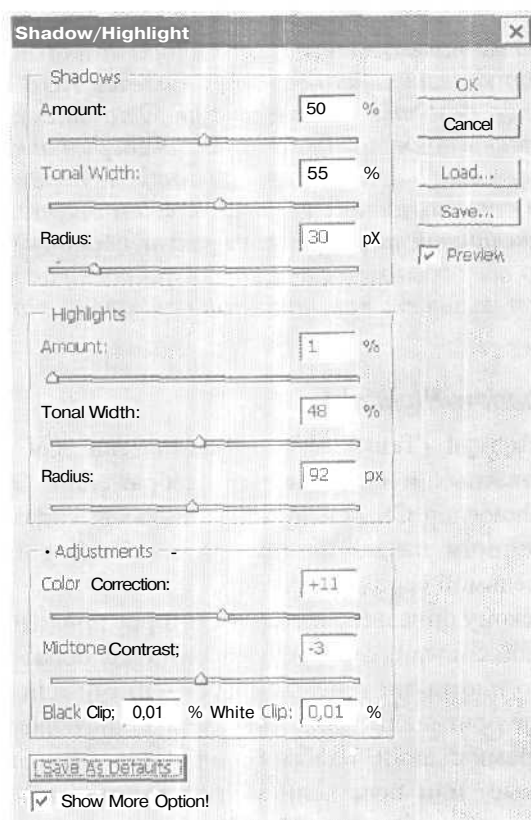 Shadow/Highlight
Shadows
Amount: 50 %
Tonal Width: 55 %
Radius: 30 pX
OK
Cancel
Load...
Save...
Preview
Highlights
Amount: 1 %
Tonal Width: 48 %
Radius: 92 px
• Adjustments -
Color Correction: +11
Midtone Contrast; -3
Black Clip; 0,01 % White Clip: 0,01 %
Save As Defaults
Show More Option!